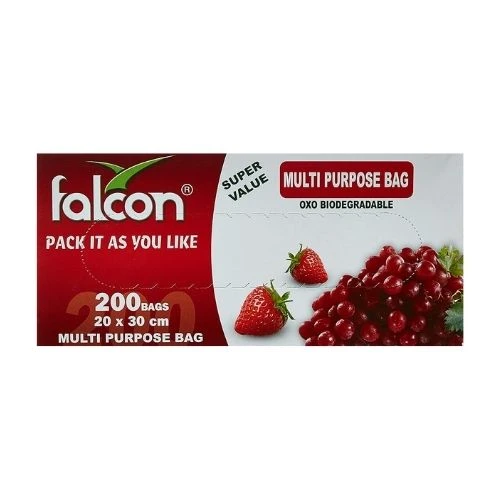 falcon®
PACK IT AS YOU LIKE
200 BAGS
20 x 30 cm
MULTI PURPOSE BAG
SUPER
VALUE
MULTI PURPOSE BAG
OXO BIODEGRADABLE